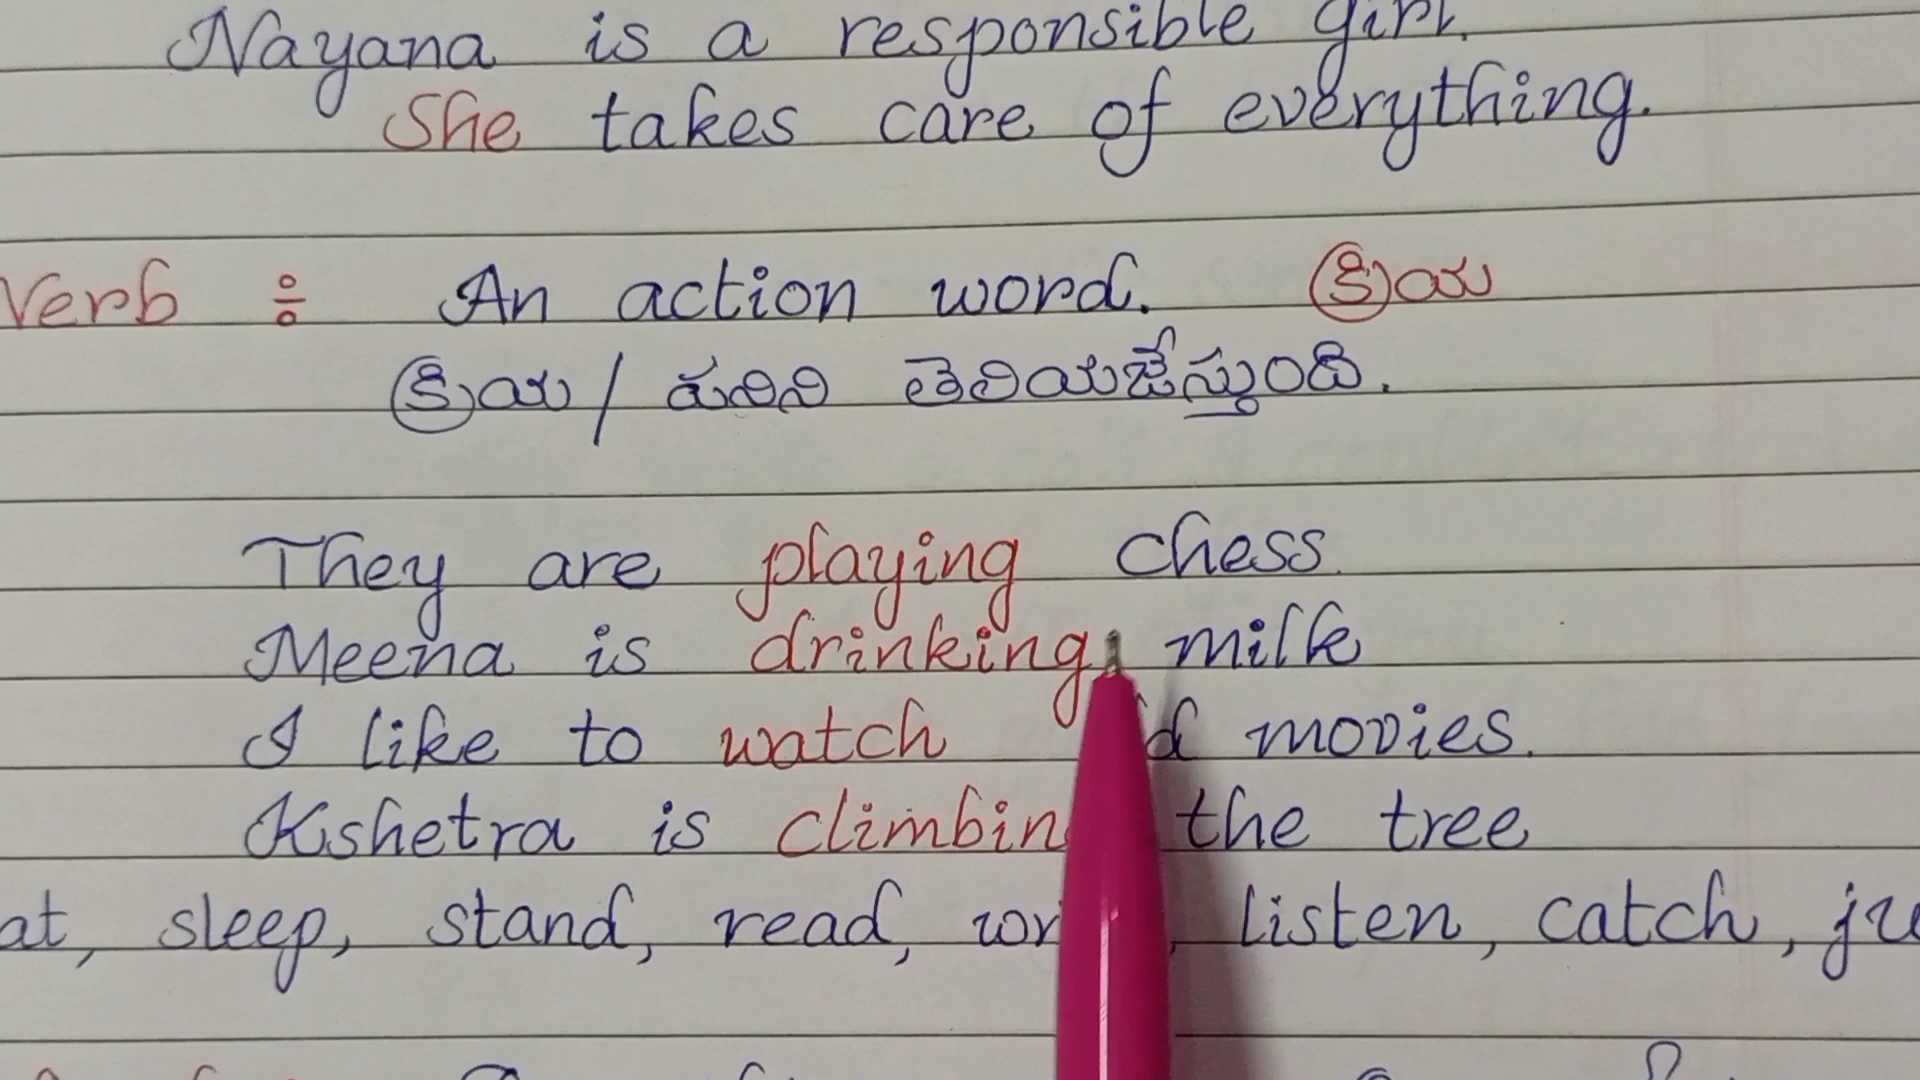 Nayana is a responsible girl.
She takes care of everything.
Verb ÷ An action word. క్రియ
క్రియ / పనిని తెలియజేస్తుంది.
They are playing chess.
Meena is drinking milk
I like to watch movies.
Kshetra is climbin the tree
at, sleep, stand, read, listen, catch, ju